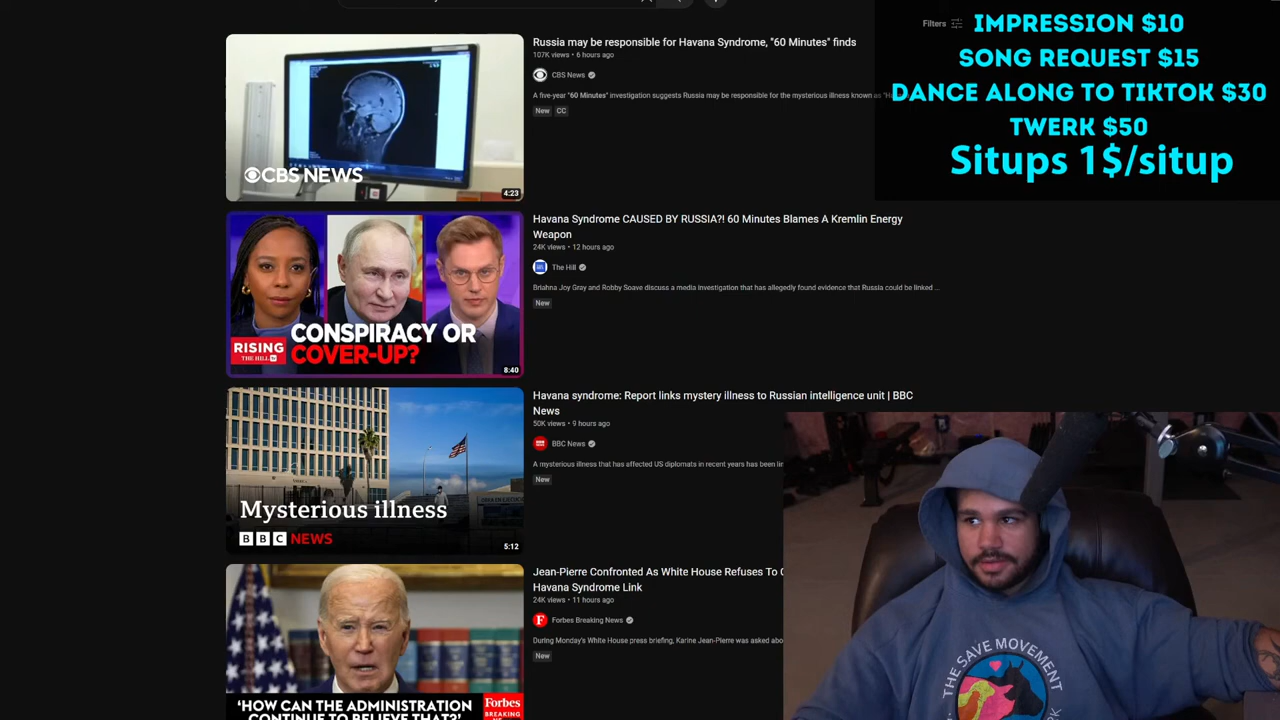 Filters
IMPRESSION $10
SONG REQUEST $15
DANCE ALONG TO TIKTOK $30
TWERK $50
Situps 1$/situp
CBS NEWS
4:23
Russia may be responsible for Havana Syndrome, "60 Minutes" finds
107K views • 6 hours ago
CBS News
A five-year "60 Minutes" investigation suggests Russia may be responsible for the mysterious illness known as
New CC
CONSPIRACY OR
COVER-UP?
RISING
THE HILL
8:40
Havana Syndrome CAUSED BY RUSSIA?! 60 Minutes Blames A Kremlin Energy
Weapon
24K views • 12 hours ago
The Hill
Briahna Joy Gray and Robby Soave discuss a media investigation that has allegedly found evidence that Russia could be linked ...
New
Mysterious illness
BBC NEWS
5:12
Havana syndrome: Report links mystery illness to Russian intelligence unit | BBC
News
50K views • 9 hours ago
BBC News
A mysterious illness that has affected US diplomats in recent years has been
New
'HOW CAN THE ADMINISTRATION
CONTINUE TO BELIEVE THAT?'
Forbes
BREAKING
Jean-Pierre Confronted As White House Refuses To
Havana Syndrome Link
24K views • 11 hours ago
Forbes Breaking News
During Monday's White House press briefing, Karine Jean-Pierre was asked
New
THE SAVE MOVEMENT